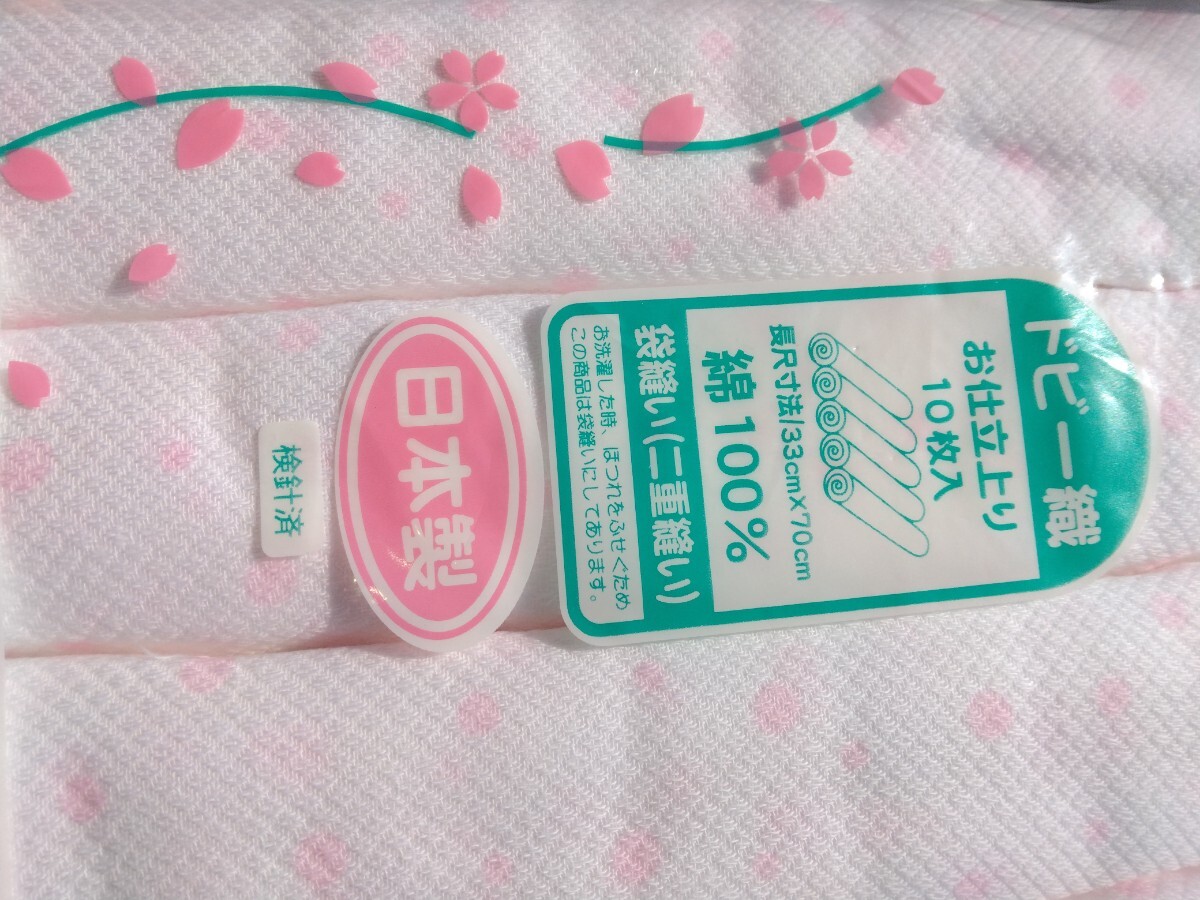 ドビー織
お仕立上り
10枚入
長尺寸法/33cm×70cm
綿100%
袋縫い(二重縫い)
お洗濯した時、ほつれをふせぐため
この商品は袋縫いにしてあります。
日本製
検針済